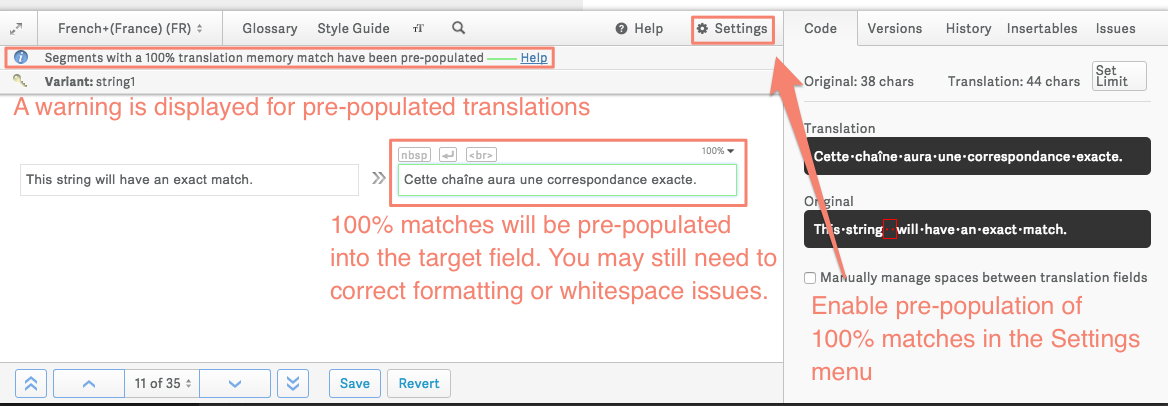 French+(France) (FR) Glossary Style Guide тT Help Settings Code Versions History Insertables Issues
Segments with a 100% translation memory match have been pre-populated Help
Variant: string1
Original: 38 chars Translation: 44 chars Set Limit
A warning is displayed for pre-populated translations
Translation
Cette·chaîne·aura·une·correspondance·exacte.
nbsp <br> 100%
This string will have an exact match. Cette chaîne aura une correspondance exacte.
Original
This·string··will·have·an·exact·match.
100% matches will be pre-populated
into the target field. You may still need to
correct formatting or whitespace issues.
Manually manage spaces between translation fields
Enable pre-population of
100% matches in the Settings
menu
11 of 35 Save Revert